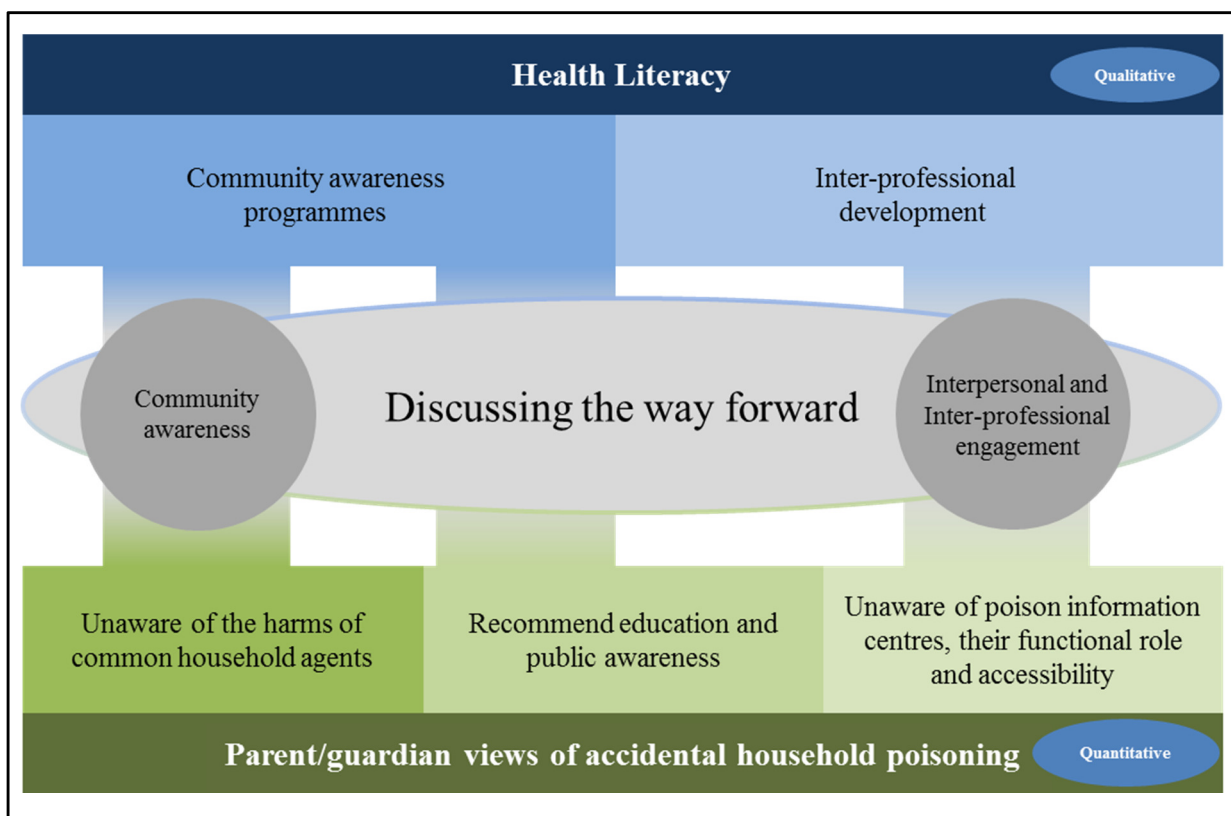 Health Literacy
Qualitative
Community awareness
programmes
Inter-professional
development
Community
awareness
Discussing the way forward
Interpersonal and
Inter-professional
engagement
Unaware of the harms of
common household agents
Recommend education and
public awareness
Unaware of poison information
centres, their functional role
and accessibility
Parent/guardian views of accidental household poisoning
Quantitative